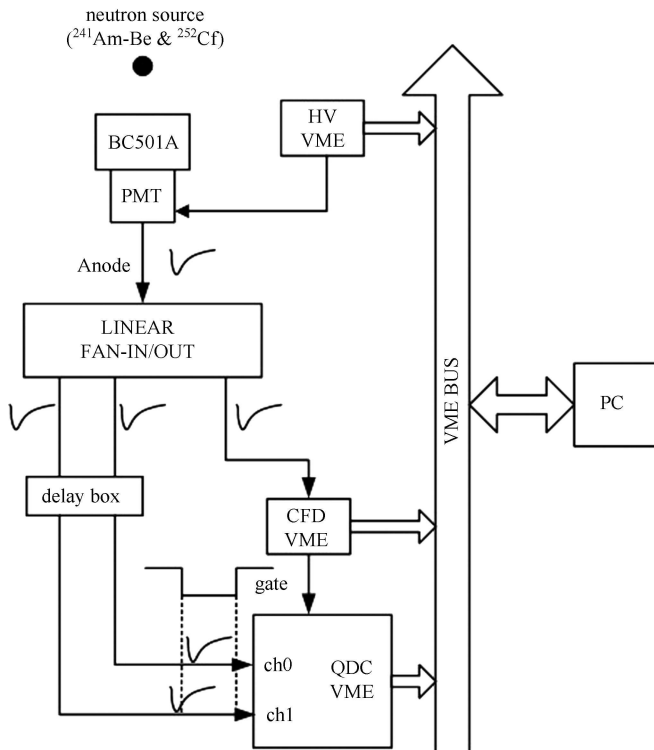 neutron source
(²⁴¹Am-Be & ²⁵²Cf)
BC501A
PMT
HV
VME
Anode
LINEAR
FAN-IN/OUT
VME BUS
PC
delay box
CFD
VME
gate
ch0
QDC
VME
ch1